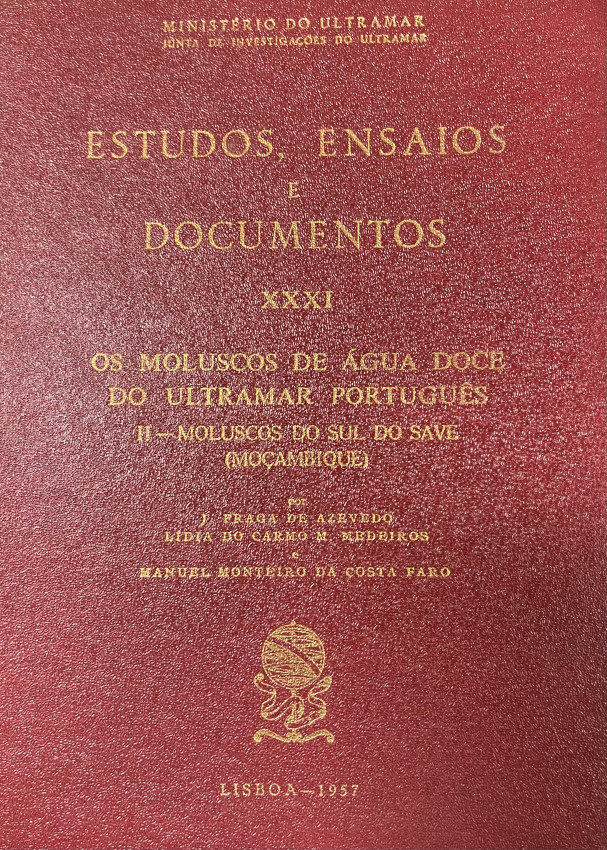 MINISTÉRIO DO ULTRAMAR
JUNTA DE INVESTIGAÇÕES DO ULTRAMAR
ESTUDOS, ENSAIOS
E
DOCUMENTOS
XXXI
OS MOLUSCOS DE ÁGUA DOCE
DO ULTRAMAR PORTUGUÊS
II — MOLUSCOS DO SUL DO SAVE
(MOÇAMBIQUE)
por
J. FRAGA DE AZEVEDO
LÍDIA DO CARMO M. MEDEIROS
e
MANUEL MONTEIRO DA COSTA FARO
LISBOA — 1957